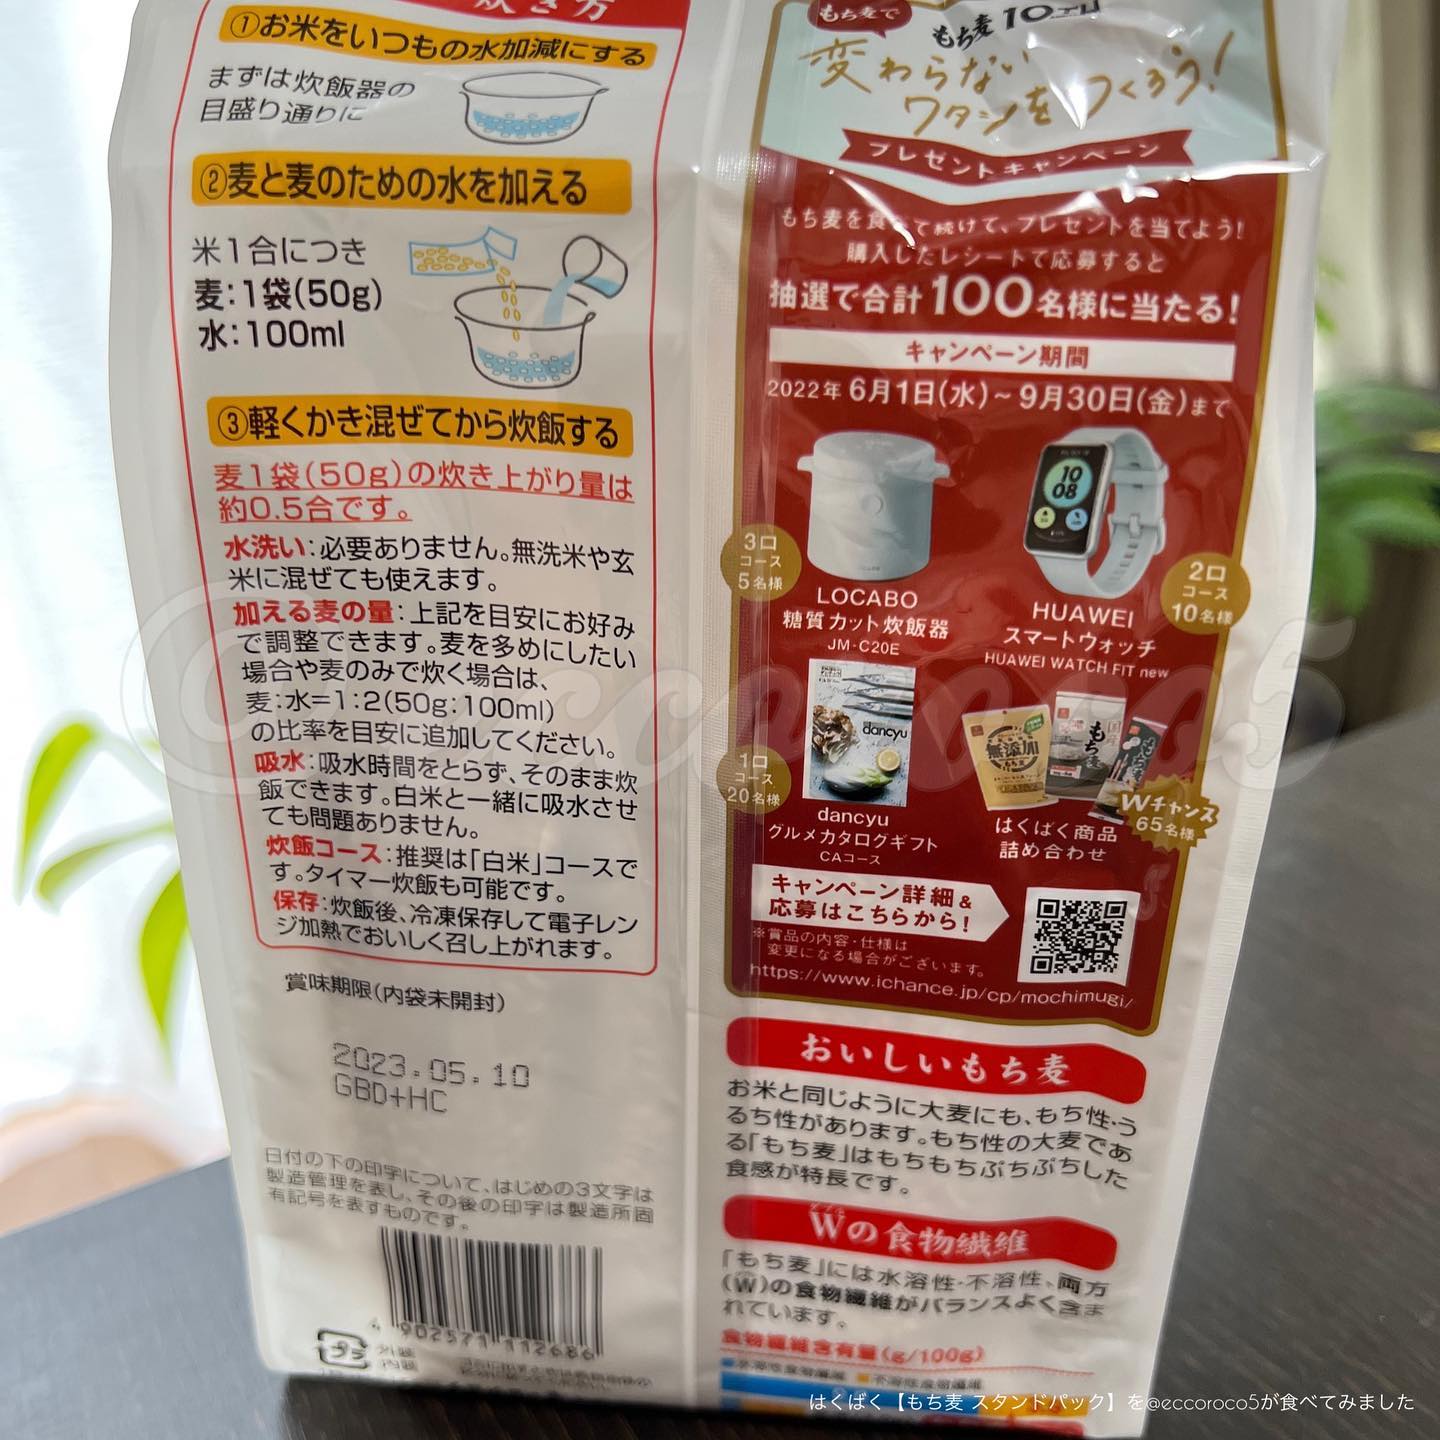 炊き方
①お米をいつもの水加減にする
まずは炊飯器の
目盛り通りに
②麦と麦のための水を加える
米1合につき
麦:1袋(50g)
水:100ml
③軽くかき混ぜてから炊飯する
麦1袋(50g)の炊き上がり量は
約0.5合です。
水洗い:必要ありません。無洗米や玄
米に混ぜても使えます。
加える麦の量:上記を目安にお好み
で調整できます。麦を多めにしたい
場合や麦のみで炊く場合は、
麦:水=1:2(50g:100ml)
の比率を目安に追加してください。
吸水:吸水時間をとらず、そのまま炊
飯できます。白米と一緒に吸水させ
ても問題ありません。
炊飯コース:推奨は「白米」コースで
す。タイマー炊飯も可能です。
保存:炊飯後、冷凍保存して電子レン
ジ加熱でおいしく召し上がれます。
賞味期限(内袋未開封)
2023.05.10
GBD+HC
日付の下の印字について、はじめの3文字は
製造管理を表し、その後の印字は製造所固
有記号を表すものです。
4 902571 112686
プラ
外装
内装
もち麦で
もち麦
変わらない
ワタシをつくろう!
プレゼントキャンペーン
もち麦を食べて続けて、プレゼントを当てよう!
購入したレシートで応募すると
抽選で合計100名様に当たる!
キャンペーン期間
2022年6月1日(水)~9月30日(金)まで
3口
コース
5名様
LOCABO
糖質カット炊飯器
JM-C20E
10
08
2口
コース
10名様
HUAWEI
スマートウォッチ
HUAWEI WATCH FIT new
1口
コース
20名様
dancyu
dancyu
グルメカタログギフト
CAコース
無添加
国産
もち麦
Wチャンス
65名様
はくばく商品
詰め合わせ
キャンペーン詳細&
応募はこちらから!
※賞品の内容・仕様は
変更になる場合がございます。
https://www.ichance.jp/cp/mochimugi/
おいしいもち麦
お米と同じように大麦にも、もち性・う
るち性があります。もち性の大麦であ
る「もち麦」はもちもちぷちぷちした
食感が特長です。
ダブル
Wの食物繊維
「もち麦」には水溶性・不溶性、両方
(W)の食物繊維がバランスよく含ま
れています。
食物繊維含有量(g/100g)
水溶性食物繊維 不溶性食物繊維
@eccoroco5
はくばく【もち麦 スタンドパック】を@eccoroco5が食べてみました